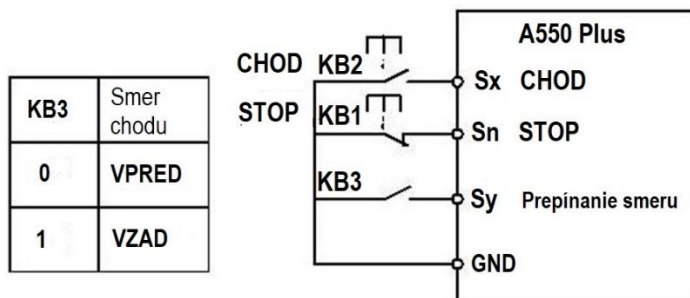 KB3 Smer chodu
0 VPRED
1 VZAD
A550 Plus
CHOD KB2 Sx CHOD
STOP KB1 Sn STOP
KB3 Sy Prepínanie smeru
GND